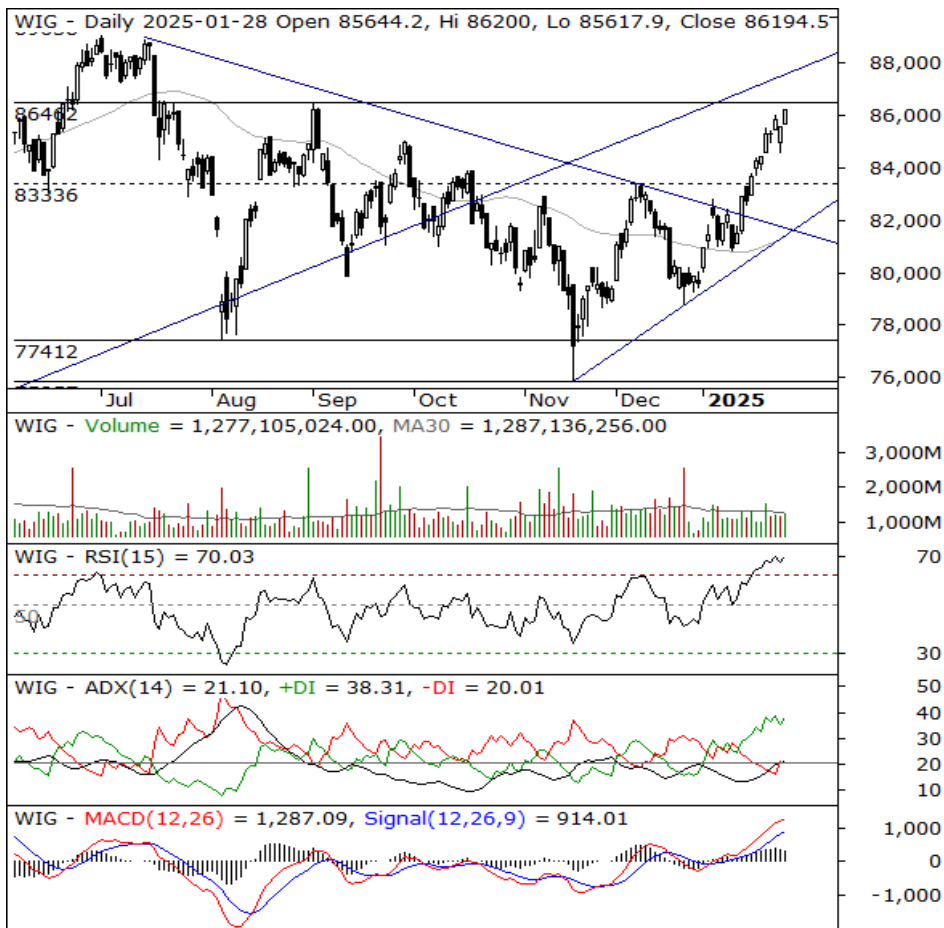 WIG - Daily 2025-01-28 Open 85644.2, Hi 86200, Lo 85617.9, Close 86194.5
88,000
86462
86,000
84,000
83336
82,000
80,000
78,000
77412
76,000
Jul Aug Sep Oct Nov Dec 2025
WIG - Volume = 1,277,105,024.00, MA30 = 1,287,136,256.00
3,000M
2,000M
1,000M
WIG - RSI(15) = 70.03
70
50
30
WIG - ADX(14) = 21.10, +DI = 38.31, -DI = 20.01
50
40
30
20
10
WIG - MACD(12,26) = 1,287.09, Signal(12,26,9) = 914.01
1,000
0
-1,000